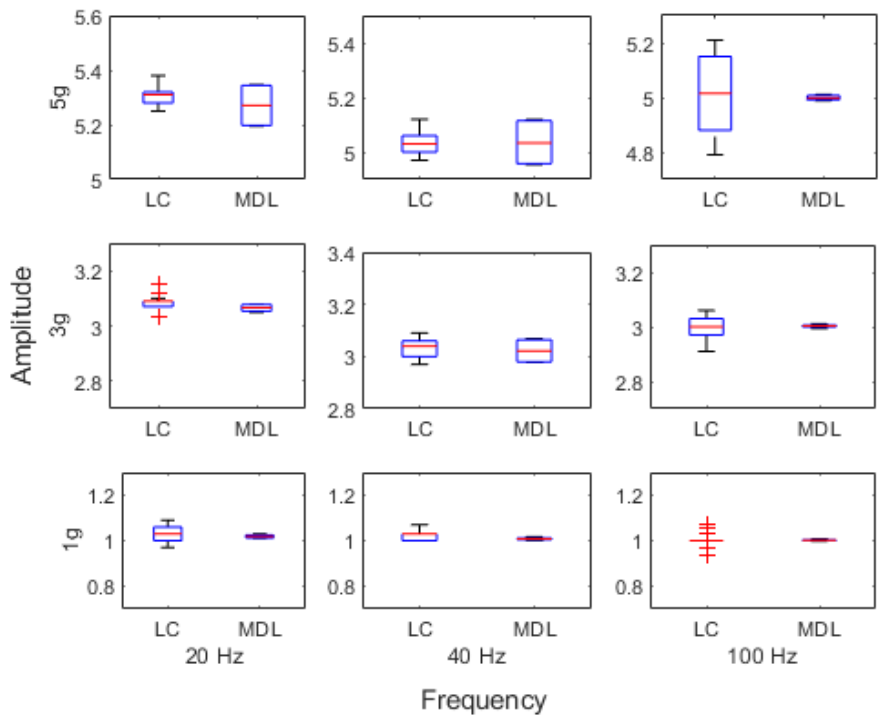 5.6
5.4
5.2
5
5g
LC MDL
5.4
5.2
5
LC MDL
5.2
5
4.8
LC MDL
Amplitude
3.2
3
2.8
3g
LC MDL
3.4
3.2
3
2.8
LC MDL
3.2
3
2.8
LC MDL
1.2
1
0.8
1g
LC MDL
20 Hz
1.2
1
0.8
LC MDL
40 Hz
1.2
1
0.8
LC MDL
100 Hz
Frequency